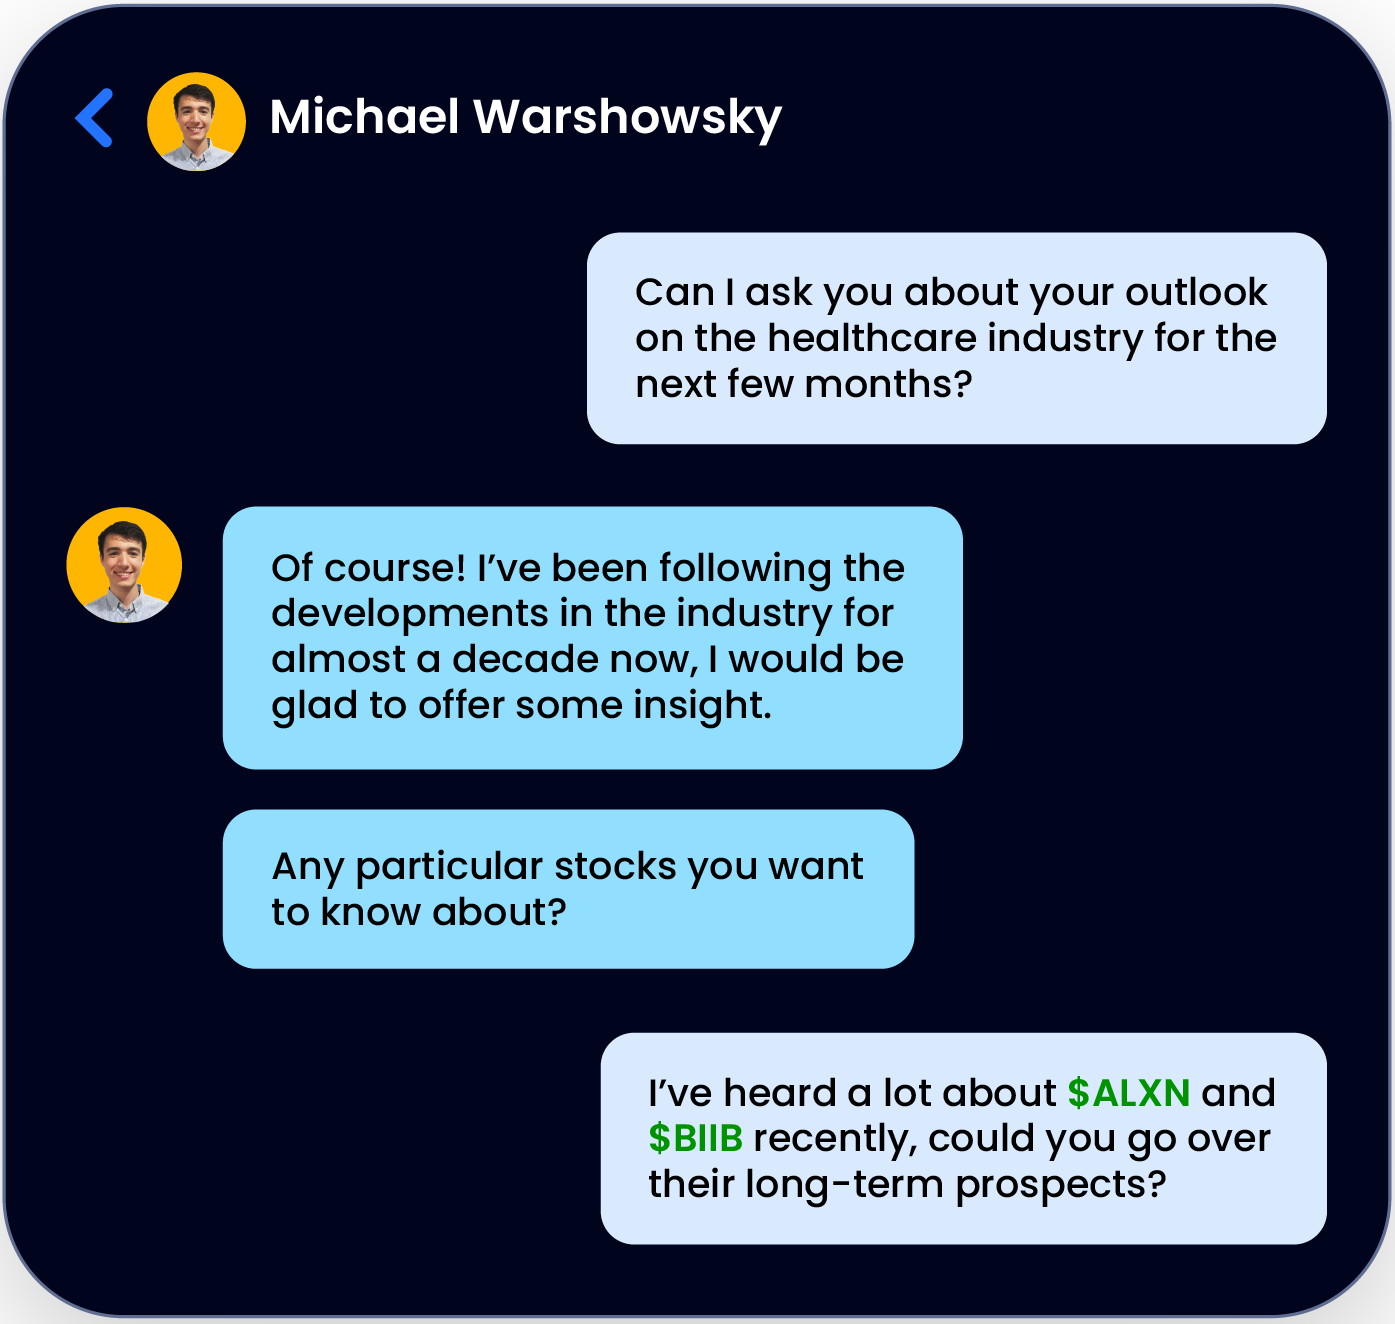 Michael Warshowsky
Can I ask you about your outlook
on the healthcare industry for the
next few months?
Of course! I’ve been following the
developments in the industry for
almost a decade now, I would be
glad to offer some insight.
Any particular stocks you want
to know about?
I’ve heard a lot about $ALXN and
$BIIB recently, could you go over
their long-term prospects?